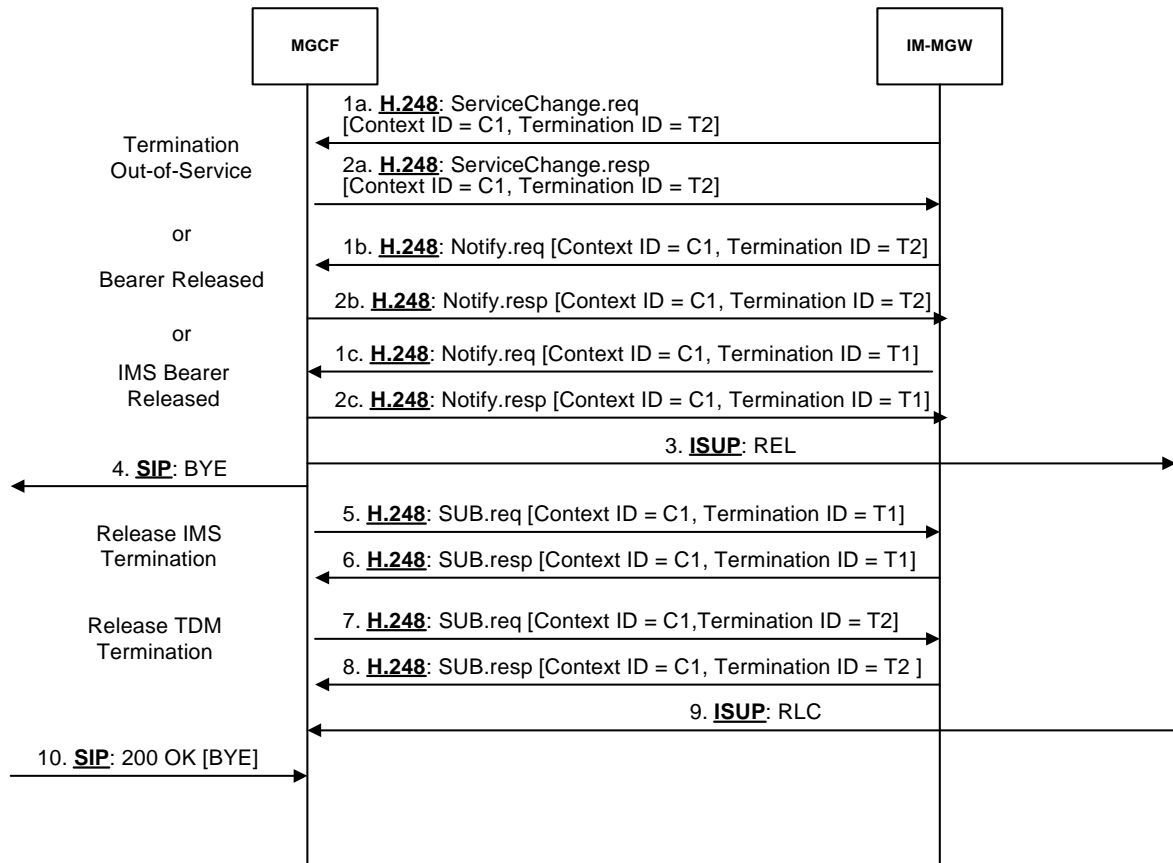 MGCF
IM-MGW
1a. H.248: ServiceChange.req
[Context ID = C1, Termination ID = T2]
Termination
Out-of-Service
2a. H.248: ServiceChange.resp
[Context ID = C1, Termination ID = T2]
or
1b. H.248: Notify.req [Context ID = C1, Termination ID = T2]
Bearer Released
2b. H.248: Notify.resp [Context ID = C1, Termination ID = T2]
or
1c. H.248: Notify.req [Context ID = C1, Termination ID = T1]
IMS Bearer
Released
2c. H.248: Notify.resp [Context ID = C1, Termination ID = T1]
3. ISUP: REL
4. SIP: BYE
5. H.248: SUB.req [Context ID = C1, Termination ID = T1]
Release IMS
Termination
6. H.248: SUB.resp [Context ID = C1, Termination ID = T1]
7. H.248: SUB.req [Context ID = C1,Termination ID = T2]
Release TDM
Termination
8. H.248: SUB.resp [Context ID = C1, Termination ID = T2 ]
9. ISUP: RLC
10. SIP: 200 OK [BYE]